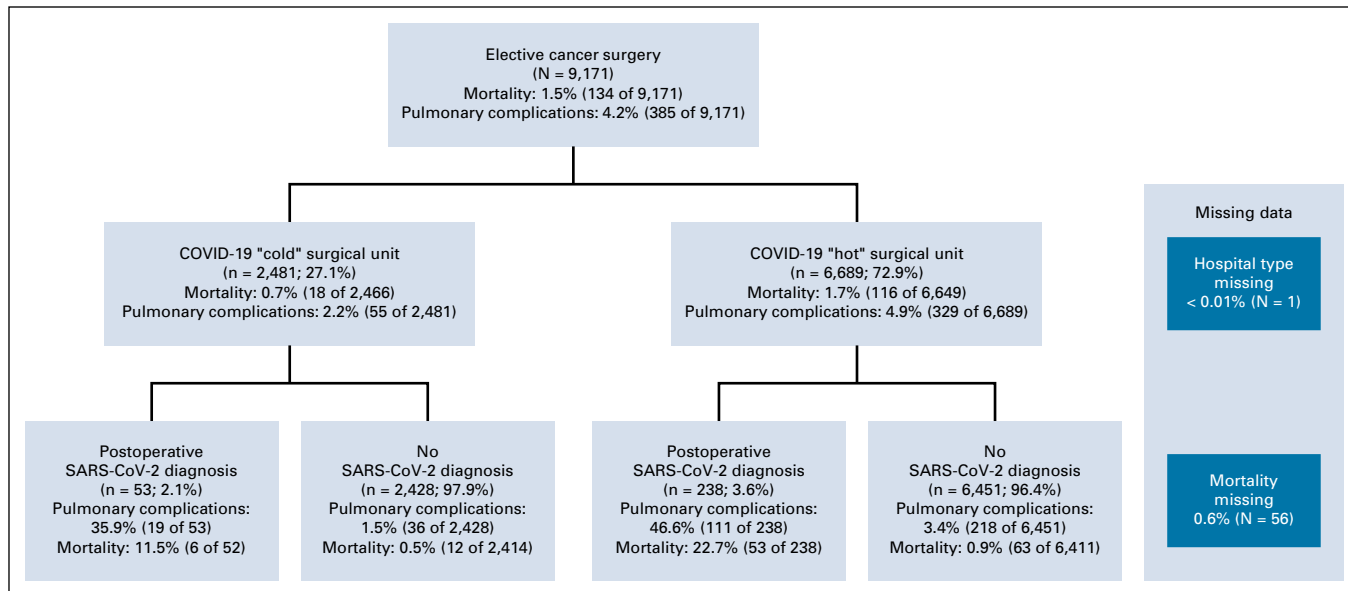 Elective cancer surgery
(N = 9,171)
Mortality: 1.5% (134 of 9,171)
Pulmonary complications: 4.2% (385 of 9,171)
COVID-19 "cold" surgical unit
(n = 2,481; 27.1%)
Mortality: 0.7% (18 of 2,466)
Pulmonary complications: 2.2% (55 of 2,481)
COVID-19 "hot" surgical unit
(n = 6,689; 72.9%)
Mortality: 1.7% (116 of 6,649)
Pulmonary complications: 4.9% (329 of 6,689)
Missing data
Hospital type
missing
< 0.01% (N = 1)
Postoperative
SARS-CoV-2 diagnosis
(n = 53; 2.1%)
Pulmonary complications:
35.9% (19 of 53)
Mortality: 11.5% (6 of 52)
No
SARS-CoV-2 diagnosis
(n = 2,428; 97.9%)
Pulmonary complications:
1.5% (36 of 2,428)
Mortality: 0.5% (12 of 2,414)
Postoperative
SARS-CoV-2 diagnosis
(n = 238; 3.6%)
Pulmonary complications:
46.6% (111 of 238)
Mortality: 22.7% (53 of 238)
No
SARS-CoV-2 diagnosis
(n = 6,451; 96.4%)
Pulmonary complications:
3.4% (218 of 6,451)
Mortality: 0.9% (63 of 6,411)
Mortality
missing
0.6% (N = 56)